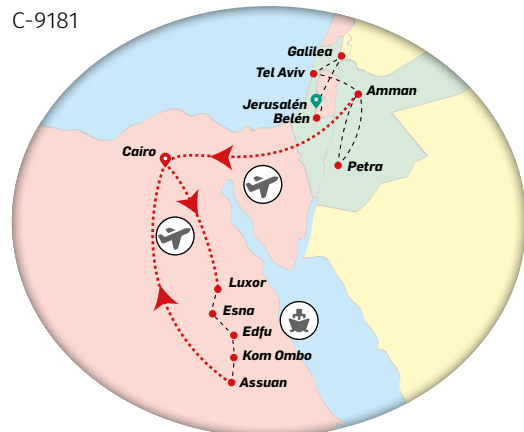 C-9181
Galilea
Tel Aviv
Amman
Jerusalén
Belén
Cairo
Petra
Luxor
Esna
Edfu
Kom Ombo
Assuan